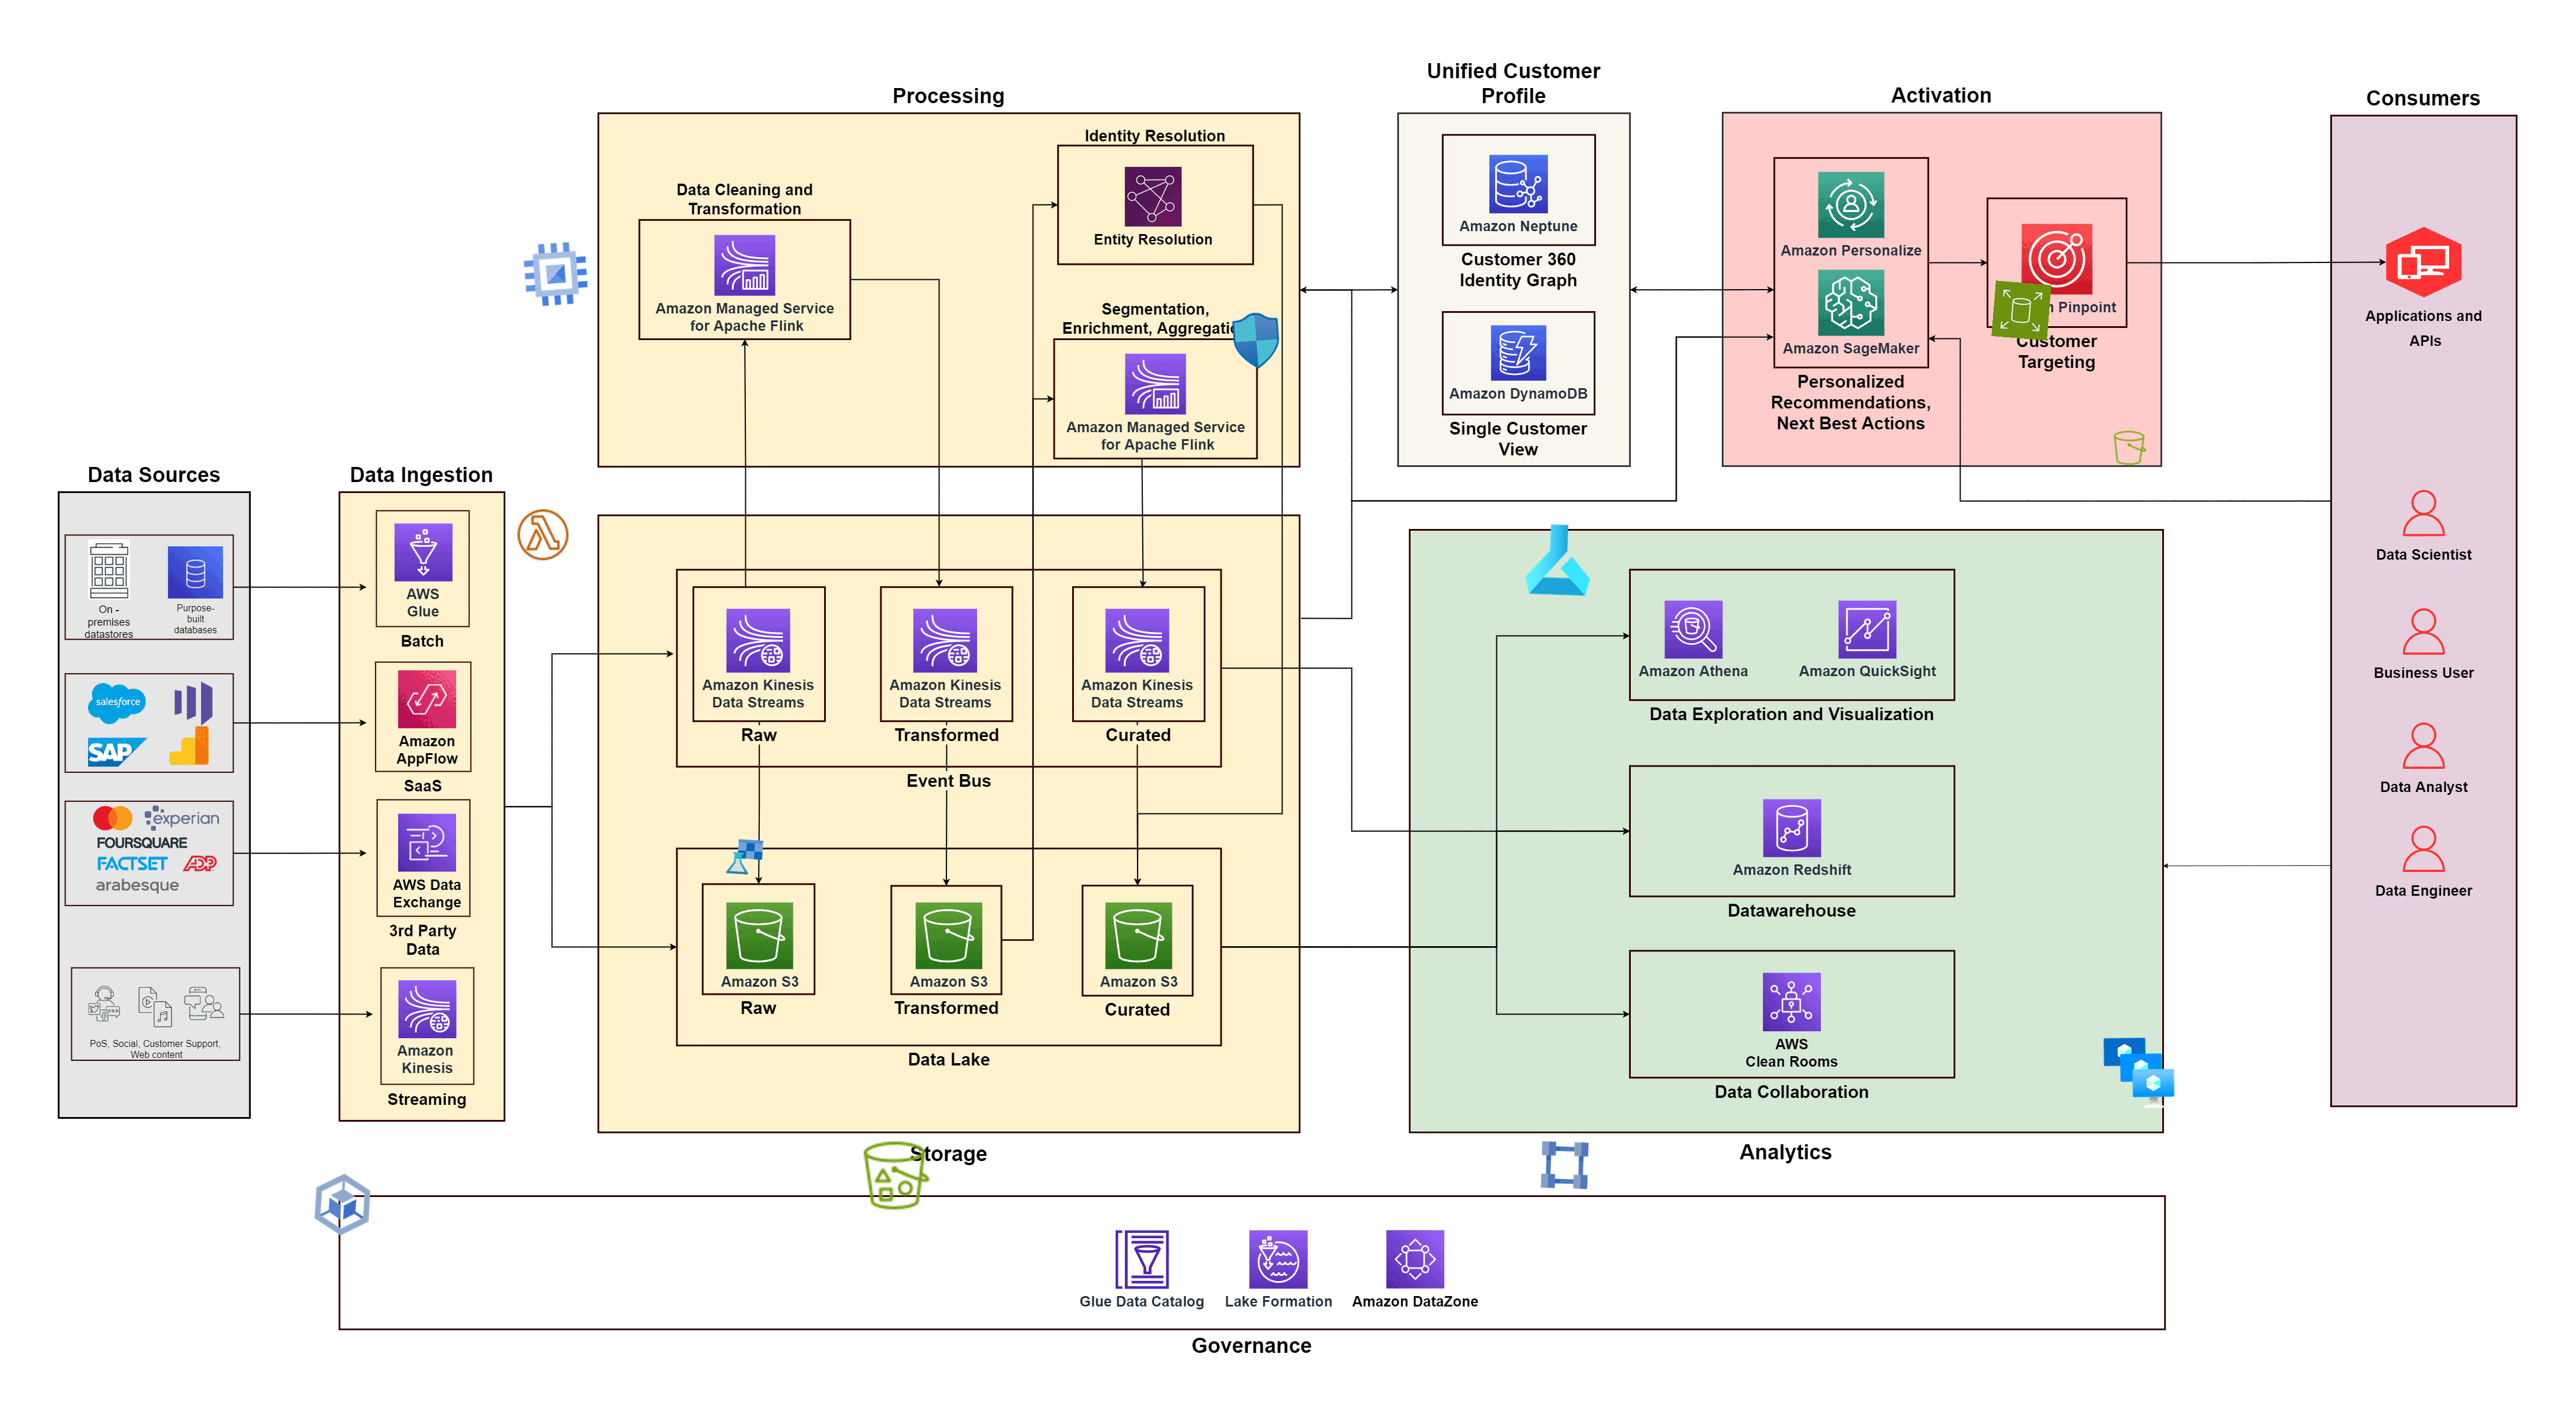 Processing
Unified Customer
Profile
Activation
Consumers
Identity Resolution
Entity Resolution
Data Cleaning and
Transformation
Amazon Managed Service
for Apache Flink
Segmentation,
Enrichment, Aggregatio
Amazon Managed Service
for Apache Flink
Amazon Neptune
Customer 360
Identity Graph
Amazon DynamoDB
Single Customer
View
Amazon Personalize
Amazon SageMaker
Personalized
Recommendations,
Next Best Actions
Pinpoint
Customer
Targeting
Applications and
APIs
Data Scientist
Business User
Data Analyst
Data Engineer
Data Sources
On -
premises
datastores
Purpose-
built
databases
salesforce
SAP
experian
FOURSQUARE
FACTSET
ADP
arabesque
PoS, Social, Customer Support,
Web content
Data Ingestion
AWS
Glue
Batch
Amazon
AppFlow
SaaS
AWS Data
Exchange
3rd Party
Data
Amazon
Kinesis
Streaming
Amazon Kinesis
Data Streams
Raw
Amazon Kinesis
Data Streams
Transformed
Amazon Kinesis
Data Streams
Curated
Event Bus
Amazon S3
Raw
Amazon S3
Transformed
Amazon S3
Curated
Data Lake
Storage
Amazon Athena
Amazon QuickSight
Data Exploration and Visualization
Amazon Redshift
Datawarehouse
AWS
Clean Rooms
Data Collaboration
Analytics
Glue Data Catalog
Lake Formation
Amazon DataZone
Governance